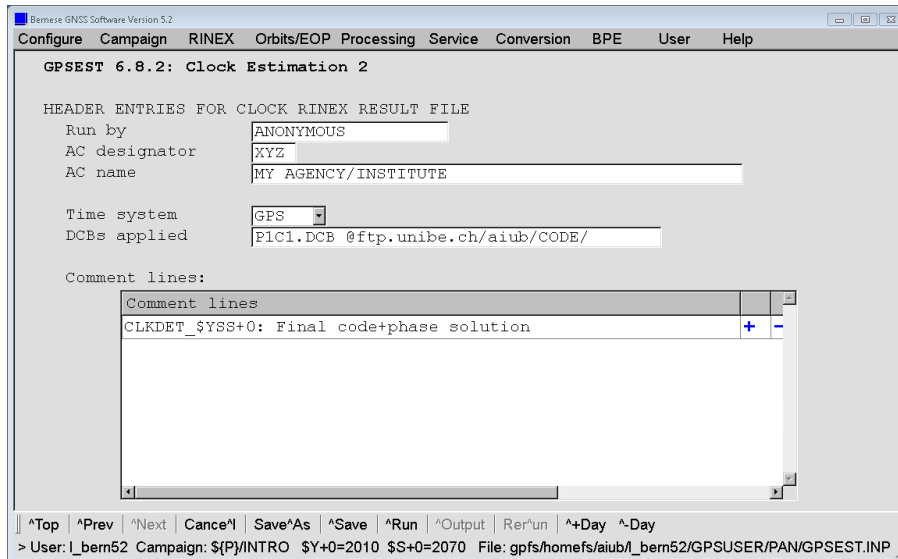 Bernese GNSS Software Version 5.2
Configure Campaign RINEX Orbits/EOP Processing Service Conversion BPE User Help
GPSEST 6.8.2: Clock Estimation 2
HEADER ENTRIES FOR CLOCK RINEX RESULT FILE
Run by ANONYMOUS
AC designator XYZ
AC name MY AGENCY/INSTITUTE
Time system GPS
DCBs applied P1C1.DCB @ftp.unibe.ch/aiub/CODE/
Comment lines:
Comment lines
CLKDET_$YSS+0: Final code+phase solution + −
^Top | ^Prev | ^Next | Cance^l | Save^As | ^Save | ^Run | ^Output | Rer^un | ^+Day ^-Day
> User: l_bern52 Campaign: ${P}/INTRO $Y+0=2010 $S+0=2070 File: gpfs/homefs/aiub/l_bern52/GPSUSER/PAN/GPSEST.INP